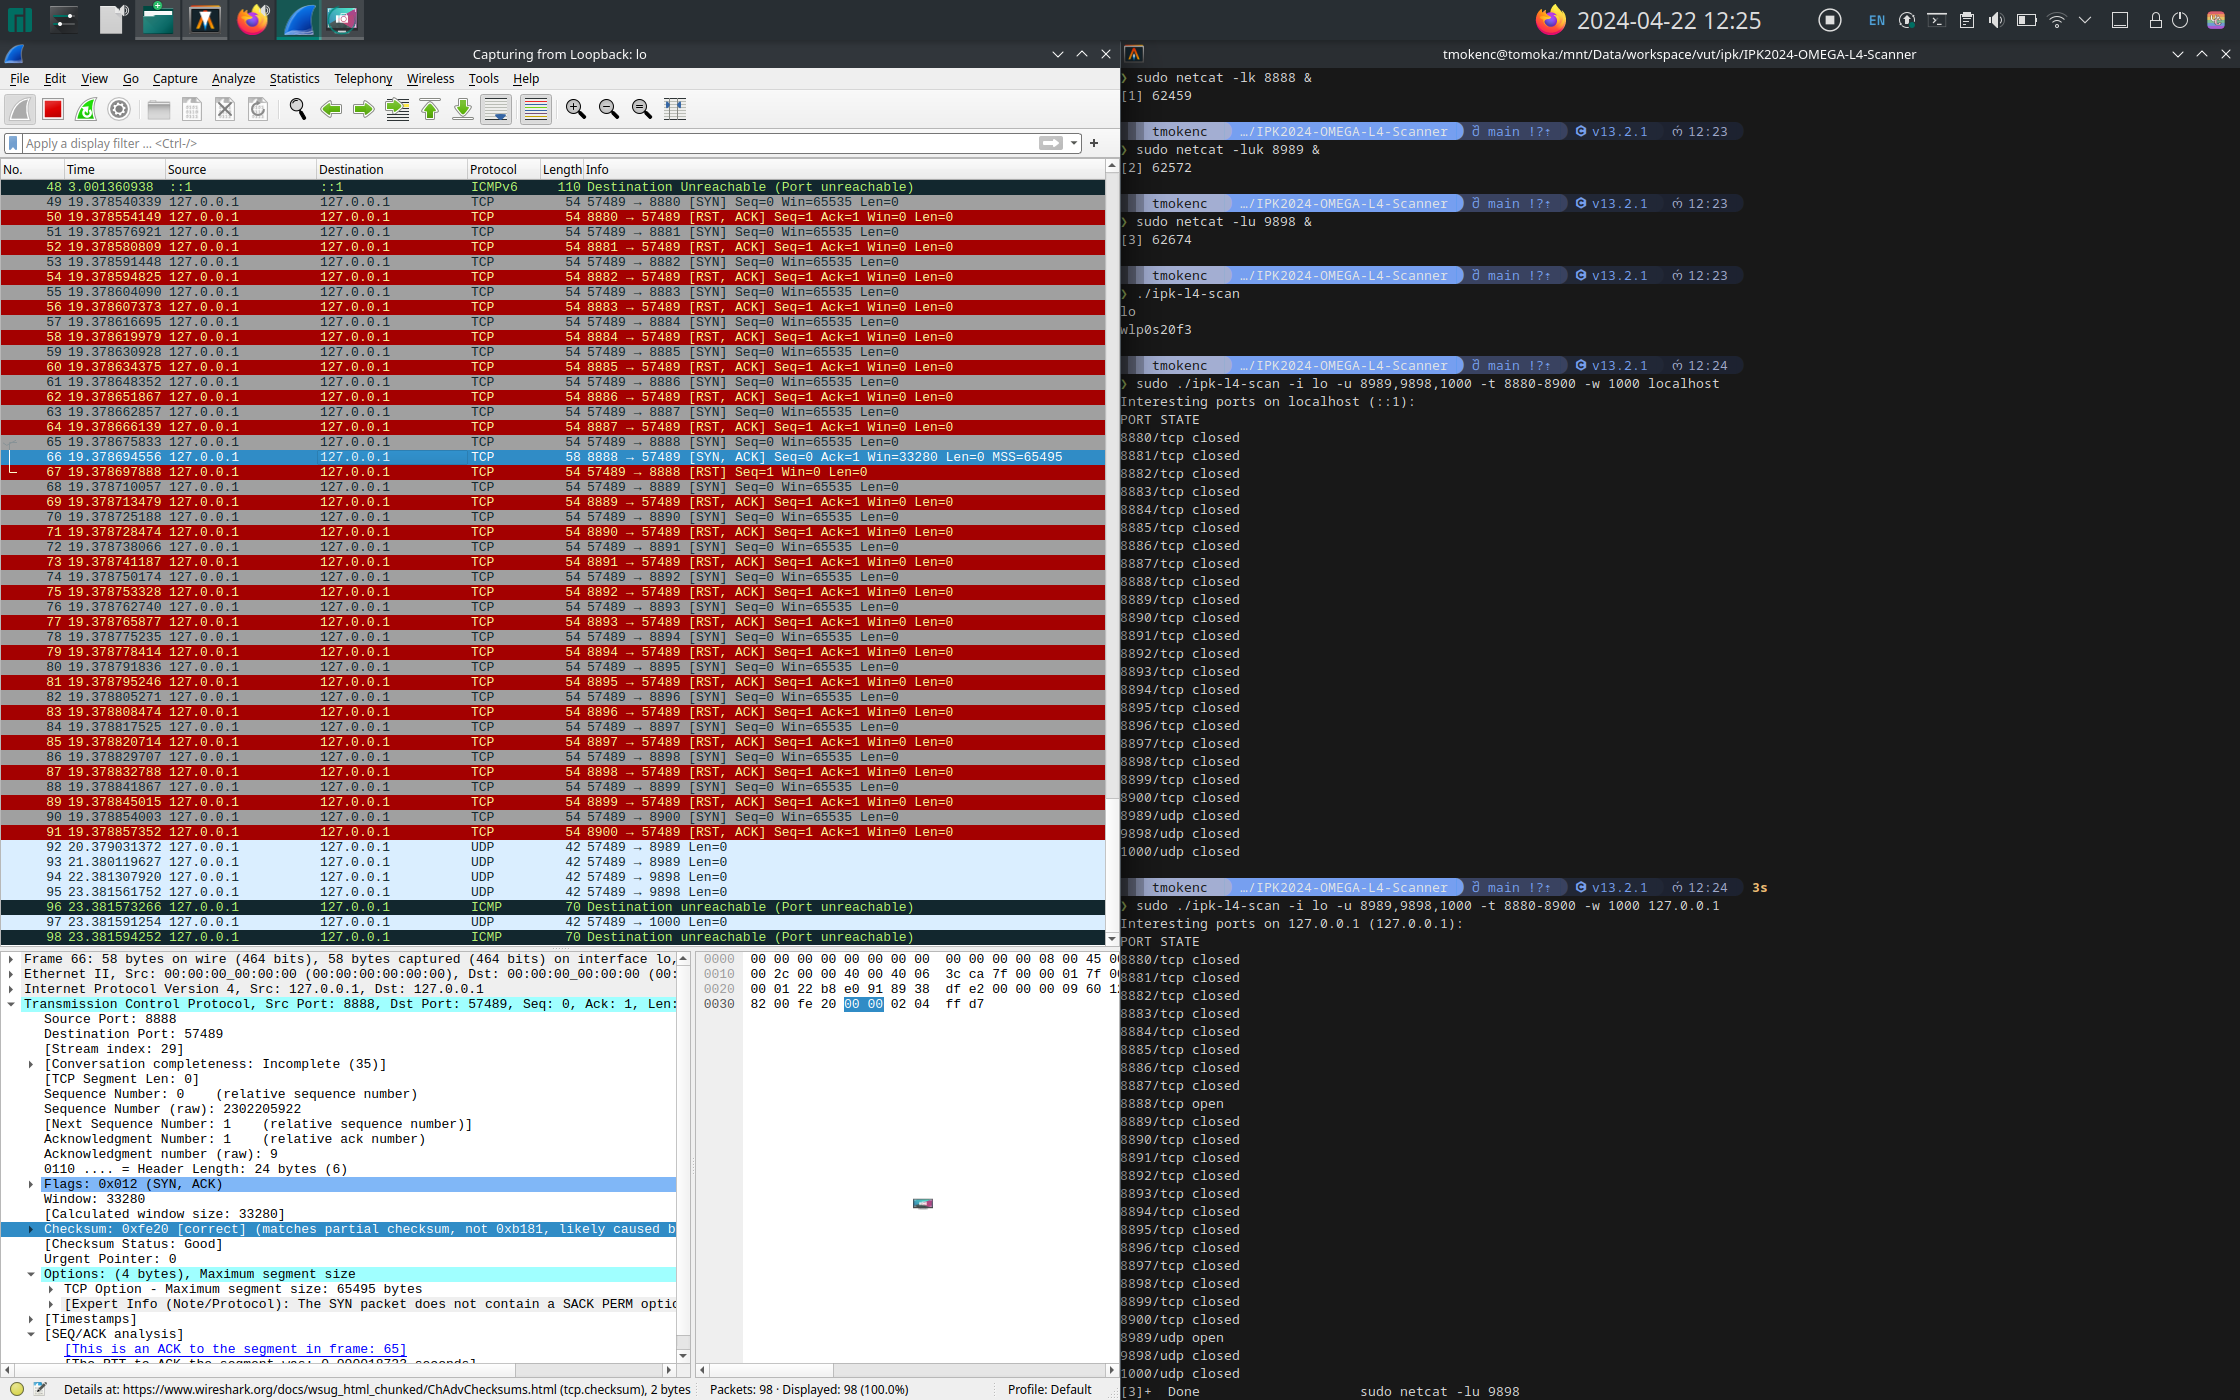 2024-04-22 12:25
EN
Capturing from Loopback: lo
File Edit View Go Capture Analyze Statistics Telephony Wireless Tools Help
Apply a display filter ... <Ctrl-/>
No. Time Source Destination Protocol Length Info
48 3.001360938 ::1 ::1 ICMPv6 110 Destination Unreachable (Port unreachable)
49 19.378540339 127.0.0.1 127.0.0.1 TCP 54 57489 → 8880 [SYN] Seq=0 Win=65535 Len=0
50 19.378554149 127.0.0.1 127.0.0.1 TCP 54 8880 → 57489 [RST, ACK] Seq=1 Ack=1 Win=0 Len=0
51 19.378576921 127.0.0.1 127.0.0.1 TCP 54 57489 → 8881 [SYN] Seq=0 Win=65535 Len=0
52 19.378580809 127.0.0.1 127.0.0.1 TCP 54 8881 → 57489 [RST, ACK] Seq=1 Ack=1 Win=0 Len=0
53 19.378591448 127.0.0.1 127.0.0.1 TCP 54 57489 → 8882 [SYN] Seq=0 Win=65535 Len=0
54 19.378594825 127.0.0.1 127.0.0.1 TCP 54 8882 → 57489 [RST, ACK] Seq=1 Ack=1 Win=0 Len=0
55 19.378604090 127.0.0.1 127.0.0.1 TCP 54 57489 → 8883 [SYN] Seq=0 Win=65535 Len=0
56 19.378607373 127.0.0.1 127.0.0.1 TCP 54 8883 → 57489 [RST, ACK] Seq=1 Ack=1 Win=0 Len=0
57 19.378616695 127.0.0.1 127.0.0.1 TCP 54 57489 → 8884 [SYN] Seq=0 Win=65535 Len=0
58 19.378619979 127.0.0.1 127.0.0.1 TCP 54 8884 → 57489 [RST, ACK] Seq=1 Ack=1 Win=0 Len=0
59 19.378630928 127.0.0.1 127.0.0.1 TCP 54 57489 → 8885 [SYN] Seq=0 Win=65535 Len=0
60 19.378634375 127.0.0.1 127.0.0.1 TCP 54 8885 → 57489 [RST, ACK] Seq=1 Ack=1 Win=0 Len=0
61 19.378648352 127.0.0.1 127.0.0.1 TCP 54 57489 → 8886 [SYN] Seq=0 Win=65535 Len=0
62 19.378651867 127.0.0.1 127.0.0.1 TCP 54 8886 → 57489 [RST, ACK] Seq=1 Ack=1 Win=0 Len=0
63 19.378662857 127.0.0.1 127.0.0.1 TCP 54 57489 → 8887 [SYN] Seq=0 Win=65535 Len=0
64 19.378666139 127.0.0.1 127.0.0.1 TCP 54 8887 → 57489 [RST, ACK] Seq=1 Ack=1 Win=0 Len=0
65 19.378675833 127.0.0.1 127.0.0.1 TCP 54 57489 → 8888 [SYN] Seq=0 Win=65535 Len=0
66 19.378694556 127.0.0.1 127.0.0.1 TCP 58 8888 → 57489 [SYN, ACK] Seq=0 Ack=1 Win=33280 Len=0 MSS=65495
67 19.378697888 127.0.0.1 127.0.0.1 TCP 54 57489 → 8888 [RST] Seq=1 Win=0 Len=0
68 19.378710057 127.0.0.1 127.0.0.1 TCP 54 57489 → 8889 [SYN] Seq=0 Win=65535 Len=0
69 19.378713479 127.0.0.1 127.0.0.1 TCP 54 8889 → 57489 [RST, ACK] Seq=1 Ack=1 Win=0 Len=0
70 19.378725188 127.0.0.1 127.0.0.1 TCP 54 57489 → 8890 [SYN] Seq=0 Win=65535 Len=0
71 19.378728474 127.0.0.1 127.0.0.1 TCP 54 8890 → 57489 [RST, ACK] Seq=1 Ack=1 Win=0 Len=0
72 19.378738066 127.0.0.1 127.0.0.1 TCP 54 57489 → 8891 [SYN] Seq=0 Win=65535 Len=0
73 19.378741187 127.0.0.1 127.0.0.1 TCP 54 8891 → 57489 [RST, ACK] Seq=1 Ack=1 Win=0 Len=0
74 19.378750174 127.0.0.1 127.0.0.1 TCP 54 57489 → 8892 [SYN] Seq=0 Win=65535 Len=0
75 19.378753328 127.0.0.1 127.0.0.1 TCP 54 8892 → 57489 [RST, ACK] Seq=1 Ack=1 Win=0 Len=0
76 19.378762740 127.0.0.1 127.0.0.1 TCP 54 57489 → 8893 [SYN] Seq=0 Win=65535 Len=0
77 19.378765877 127.0.0.1 127.0.0.1 TCP 54 8893 → 57489 [RST, ACK] Seq=1 Ack=1 Win=0 Len=0
78 19.378775235 127.0.0.1 127.0.0.1 TCP 54 57489 → 8894 [SYN] Seq=0 Win=65535 Len=0
79 19.378778414 127.0.0.1 127.0.0.1 TCP 54 8894 → 57489 [RST, ACK] Seq=1 Ack=1 Win=0 Len=0
80 19.378791836 127.0.0.1 127.0.0.1 TCP 54 57489 → 8895 [SYN] Seq=0 Win=65535 Len=0
81 19.378795246 127.0.0.1 127.0.0.1 TCP 54 8895 → 57489 [RST, ACK] Seq=1 Ack=1 Win=0 Len=0
82 19.378805271 127.0.0.1 127.0.0.1 TCP 54 57489 → 8896 [SYN] Seq=0 Win=65535 Len=0
83 19.378808474 127.0.0.1 127.0.0.1 TCP 54 8896 → 57489 [RST, ACK] Seq=1 Ack=1 Win=0 Len=0
84 19.378817525 127.0.0.1 127.0.0.1 TCP 54 57489 → 8897 [SYN] Seq=0 Win=65535 Len=0
85 19.378820714 127.0.0.1 127.0.0.1 TCP 54 8897 → 57489 [RST, ACK] Seq=1 Ack=1 Win=0 Len=0
86 19.378829707 127.0.0.1 127.0.0.1 TCP 54 57489 → 8898 [SYN] Seq=0 Win=65535 Len=0
87 19.378832788 127.0.0.1 127.0.0.1 TCP 54 8898 → 57489 [RST, ACK] Seq=1 Ack=1 Win=0 Len=0
88 19.378841867 127.0.0.1 127.0.0.1 TCP 54 57489 → 8899 [SYN] Seq=0 Win=65535 Len=0
89 19.378845015 127.0.0.1 127.0.0.1 TCP 54 8899 → 57489 [RST, ACK] Seq=1 Ack=1 Win=0 Len=0
90 19.378854003 127.0.0.1 127.0.0.1 TCP 54 57489 → 8900 [SYN] Seq=0 Win=65535 Len=0
91 19.378857352 127.0.0.1 127.0.0.1 TCP 54 8900 → 57489 [RST, ACK] Seq=1 Ack=1 Win=0 Len=0
92 20.379031372 127.0.0.1 127.0.0.1 UDP 42 57489 → 8989 Len=0
93 21.380119627 127.0.0.1 127.0.0.1 UDP 42 57489 → 8989 Len=0
94 22.381307920 127.0.0.1 127.0.0.1 UDP 42 57489 → 9898 Len=0
95 23.381561752 127.0.0.1 127.0.0.1 UDP 42 57489 → 9898 Len=0
96 23.381573266 127.0.0.1 127.0.0.1 ICMP 70 Destination unreachable (Port unreachable)
97 23.381591254 127.0.0.1 127.0.0.1 UDP 42 57489 → 1000 Len=0
98 23.381594252 127.0.0.1 127.0.0.1 ICMP 70 Destination unreachable (Port unreachable)
Frame 66: 58 bytes on wire (464 bits), 58 bytes captured (464 bits) on interface lo,
Ethernet II, Src: 00:00:00_00:00:00 (00:00:00:00:00:00), Dst: 00:00:00_00:00:00 (00:
Internet Protocol Version 4, Src: 127.0.0.1, Dst: 127.0.0.1
Transmission Control Protocol, Src Port: 8888, Dst Port: 57489, Seq: 0, Ack: 1, Len:
Source Port: 8888
Destination Port: 57489
[Stream index: 29]
[Conversation completeness: Incomplete (35)]
[TCP Segment Len: 0]
Sequence Number: 0 (relative sequence number)
Sequence Number (raw): 2302205922
[Next Sequence Number: 1 (relative sequence number)]
Acknowledgment Number: 1 (relative ack number)
Acknowledgment number (raw): 9
0110 .... = Header Length: 24 bytes (6)
Flags: 0x012 (SYN, ACK)
Window: 33280
[Calculated window size: 33280]
Checksum: 0xfe20 [correct] (matches partial checksum, not 0xb181, likely caused b
[Checksum Status: Good]
Urgent Pointer: 0
Options: (4 bytes), Maximum segment size
TCP Option - Maximum segment size: 65495 bytes
[Expert Info (Note/Protocol): The SYN packet does not contain a SACK PERM optio
[Timestamps]
[SEQ/ACK analysis]
[This is an ACK to the segment in frame: 65]
[The RTT to ACK the segment was: 0.000018723 seconds]
0000 00 00 00 00 00 00 00 00 00 00 00 00 08 00 45 00
0010 00 2c 00 00 40 00 40 06 3c ca 7f 00 00 01 7f 00
0020 00 01 22 b8 e0 91 89 38 df e2 00 00 00 09 60 12
0030 82 00 fe 20 00 00 02 04 ff d7
Details at: https://www.wireshark.org/docs/wsug_html_chunked/ChAdvChecksums.html (tcp.checksum), 2 bytes
Packets: 98 · Displayed: 98 (100.0%)
Profile: Default
tmokenc@tomoka:/mnt/Data/workspace/vut/ipk/IPK2024-OMEGA-L4-Scanner
❯ sudo netcat -lk 8888 &
[1] 62459
tmokenc …/IPK2024-OMEGA-L4-Scanner main !?⇡ v13.2.1 12:23
❯ sudo netcat -luk 8989 &
[2] 62572
tmokenc …/IPK2024-OMEGA-L4-Scanner main !?⇡ v13.2.1 12:23
❯ sudo netcat -lu 9898 &
[3] 62674
tmokenc …/IPK2024-OMEGA-L4-Scanner main !?⇡ v13.2.1 12:23
❯ ./ipk-l4-scan
lo
wlp0s20f3
tmokenc …/IPK2024-OMEGA-L4-Scanner main !?⇡ v13.2.1 12:24
❯ sudo ./ipk-l4-scan -i lo -u 8989,9898,1000 -t 8880-8900 -w 1000 localhost
Interesting ports on localhost (::1):
PORT STATE
8880/tcp closed
8881/tcp closed
8882/tcp closed
8883/tcp closed
8884/tcp closed
8885/tcp closed
8886/tcp closed
8887/tcp closed
8888/tcp closed
8889/tcp closed
8890/tcp closed
8891/tcp closed
8892/tcp closed
8893/tcp closed
8894/tcp closed
8895/tcp closed
8896/tcp closed
8897/tcp closed
8898/tcp closed
8899/tcp closed
8900/tcp closed
8989/udp closed
9898/udp closed
1000/udp closed
tmokenc …/IPK2024-OMEGA-L4-Scanner main !?⇡ v13.2.1 12:24 3s
❯ sudo ./ipk-l4-scan -i lo -u 8989,9898,1000 -t 8880-8900 -w 1000 127.0.0.1
Interesting ports on 127.0.0.1 (127.0.0.1):
PORT STATE
8880/tcp closed
8881/tcp closed
8882/tcp closed
8883/tcp closed
8884/tcp closed
8885/tcp closed
8886/tcp closed
8887/tcp closed
8888/tcp open
8889/tcp closed
8890/tcp closed
8891/tcp closed
8892/tcp closed
8893/tcp closed
8894/tcp closed
8895/tcp closed
8896/tcp closed
8897/tcp closed
8898/tcp closed
8899/tcp closed
8900/tcp closed
8989/udp open
9898/udp closed
1000/udp closed
[3]+ Done sudo netcat -lu 9898